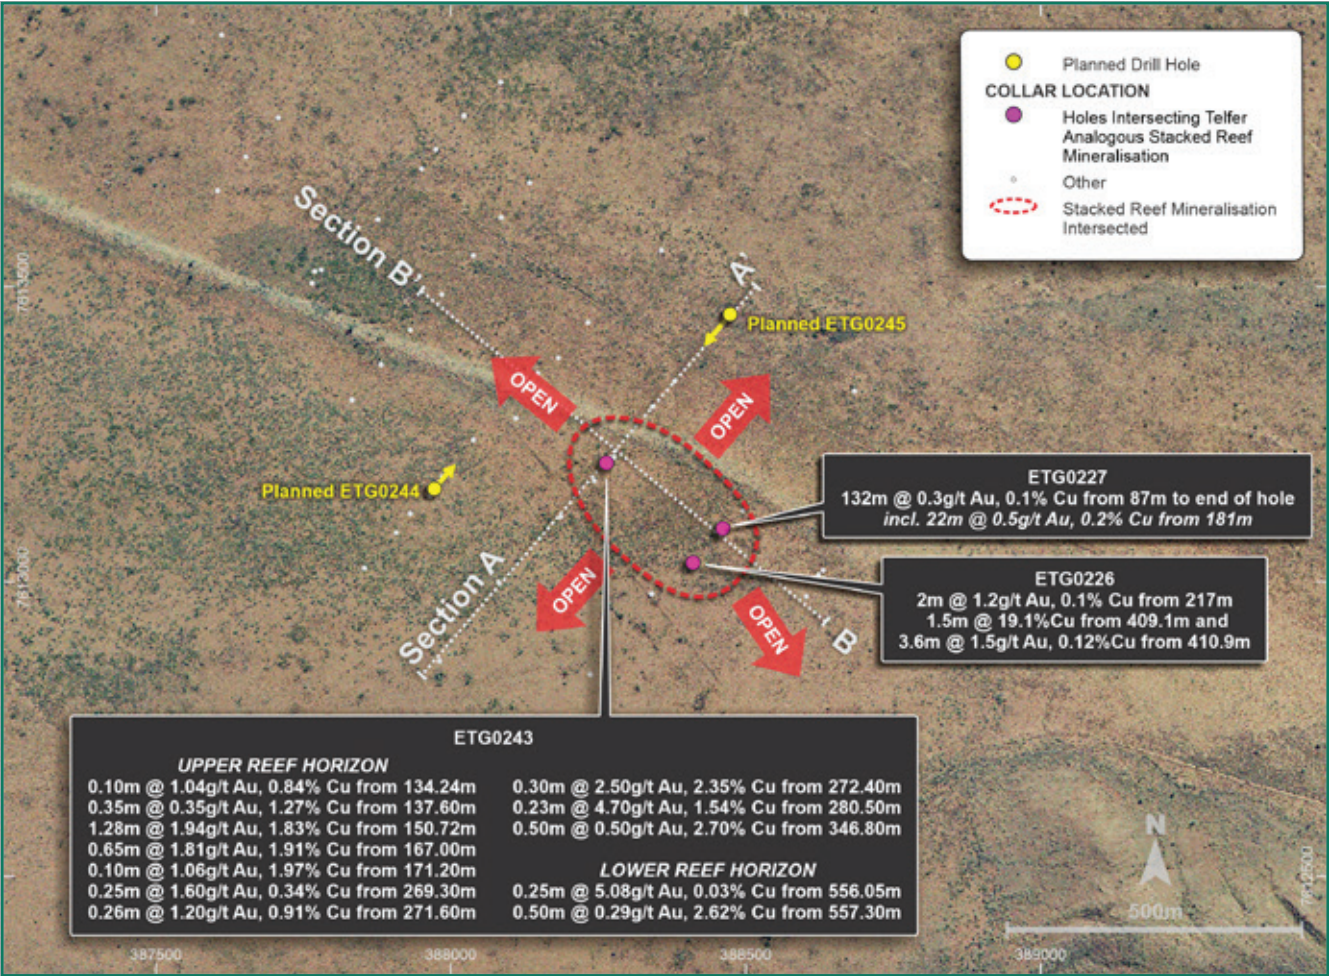 Planned Drill Hole
COLLAR LOCATION
Holes Intersecting Telfer
Analogous Stacked Reef
Mineralisation
Other
Stacked Reef Mineralisation
Intersected
Section B'
A'
Planned ETG0245
7613500
OPEN
OPEN
Planned ETG0244
ETG0227
132m @ 0.3g/t Au, 0.1% Cu from 87m to end of hole
incl. 22m @ 0.5g/t Au, 0.2% Cu from 181m
7613000
Section A
OPEN
OPEN
B
ETG0226
2m @ 1.2g/t Au, 0.1% Cu from 217m
1.5m @ 19.1%Cu from 409.1m and
3.6m @ 1.5g/t Au, 0.12%Cu from 410.9m
ETG0243
UPPER REEF HORIZON
0.10m @ 1.04g/t Au, 0.84% Cu from 134.24m
0.35m @ 0.35g/t Au, 1.27% Cu from 137.60m
1.28m @ 1.94g/t Au, 1.83% Cu from 150.72m
0.65m @ 1.81g/t Au, 1.91% Cu from 167.00m
0.10m @ 1.06g/t Au, 1.97% Cu from 171.20m
0.25m @ 1.60g/t Au, 0.34% Cu from 269.30m
0.26m @ 1.20g/t Au, 0.91% Cu from 271.60m
0.30m @ 2.50g/t Au, 2.35% Cu from 272.40m
0.23m @ 4.70g/t Au, 1.54% Cu from 280.50m
0.50m @ 0.50g/t Au, 2.70% Cu from 346.80m
LOWER REEF HORIZON
0.25m @ 5.08g/t Au, 0.03% Cu from 556.05m
0.50m @ 0.29g/t Au, 2.62% Cu from 557.30m
N
500m
7612500
387500
388000
388500
389000